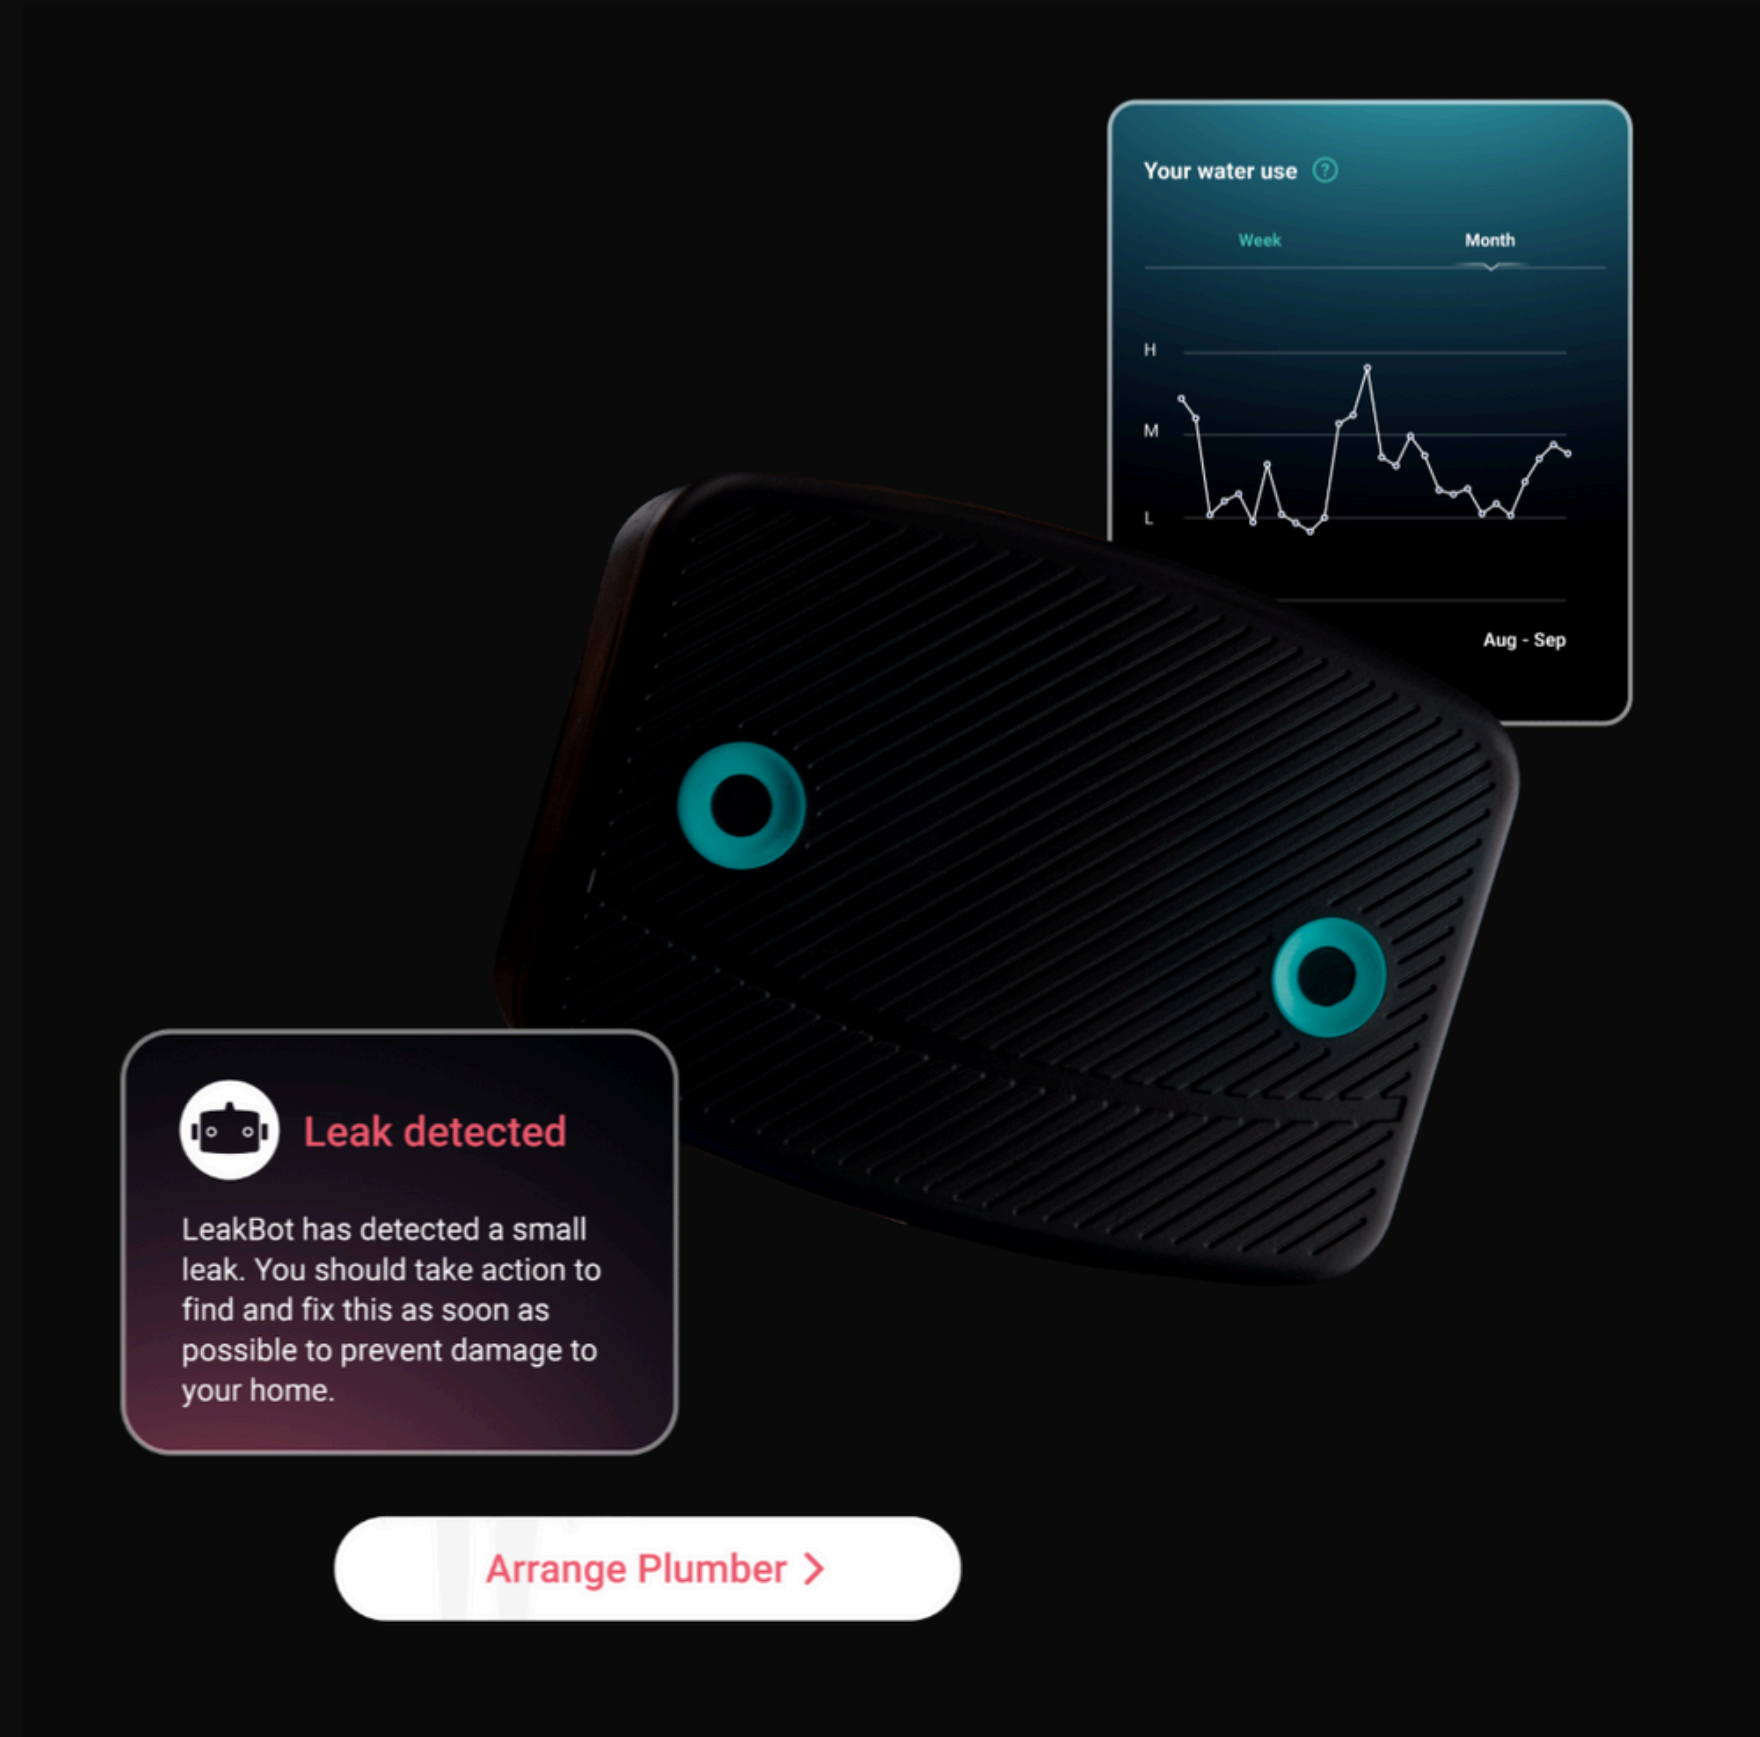 Your water use ?
Week Month
H
M
L
Aug - Sep
Leak detected
LeakBot has detected a small
leak. You should take action to
find and fix this as soon as
possible to prevent damage to
your home.
Arrange Plumber >